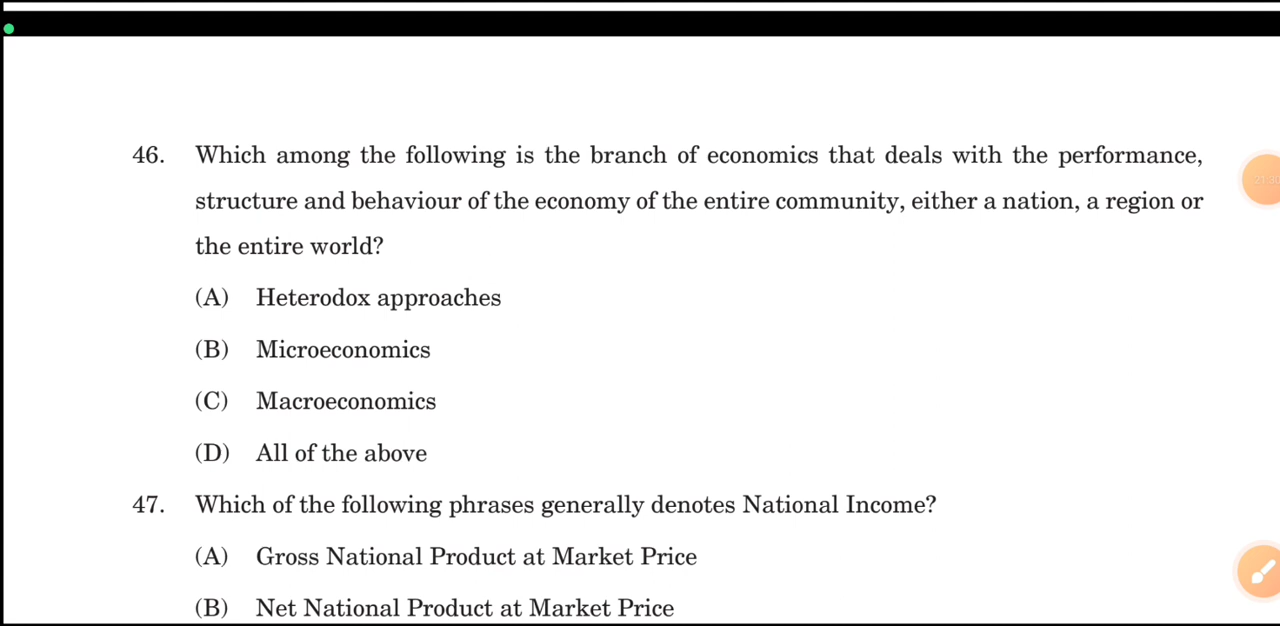 46. Which among the following is the branch of economics that deals with the performance,
structure and behaviour of the economy of the entire community, either a nation, a region or
the entire world?
(A) Heterodox approaches
(B) Microeconomics
(C) Macroeconomics
(D) All of the above
47. Which of the following phrases generally denotes National Income?
(A) Gross National Product at Market Price
(B) Net National Product at Market Price